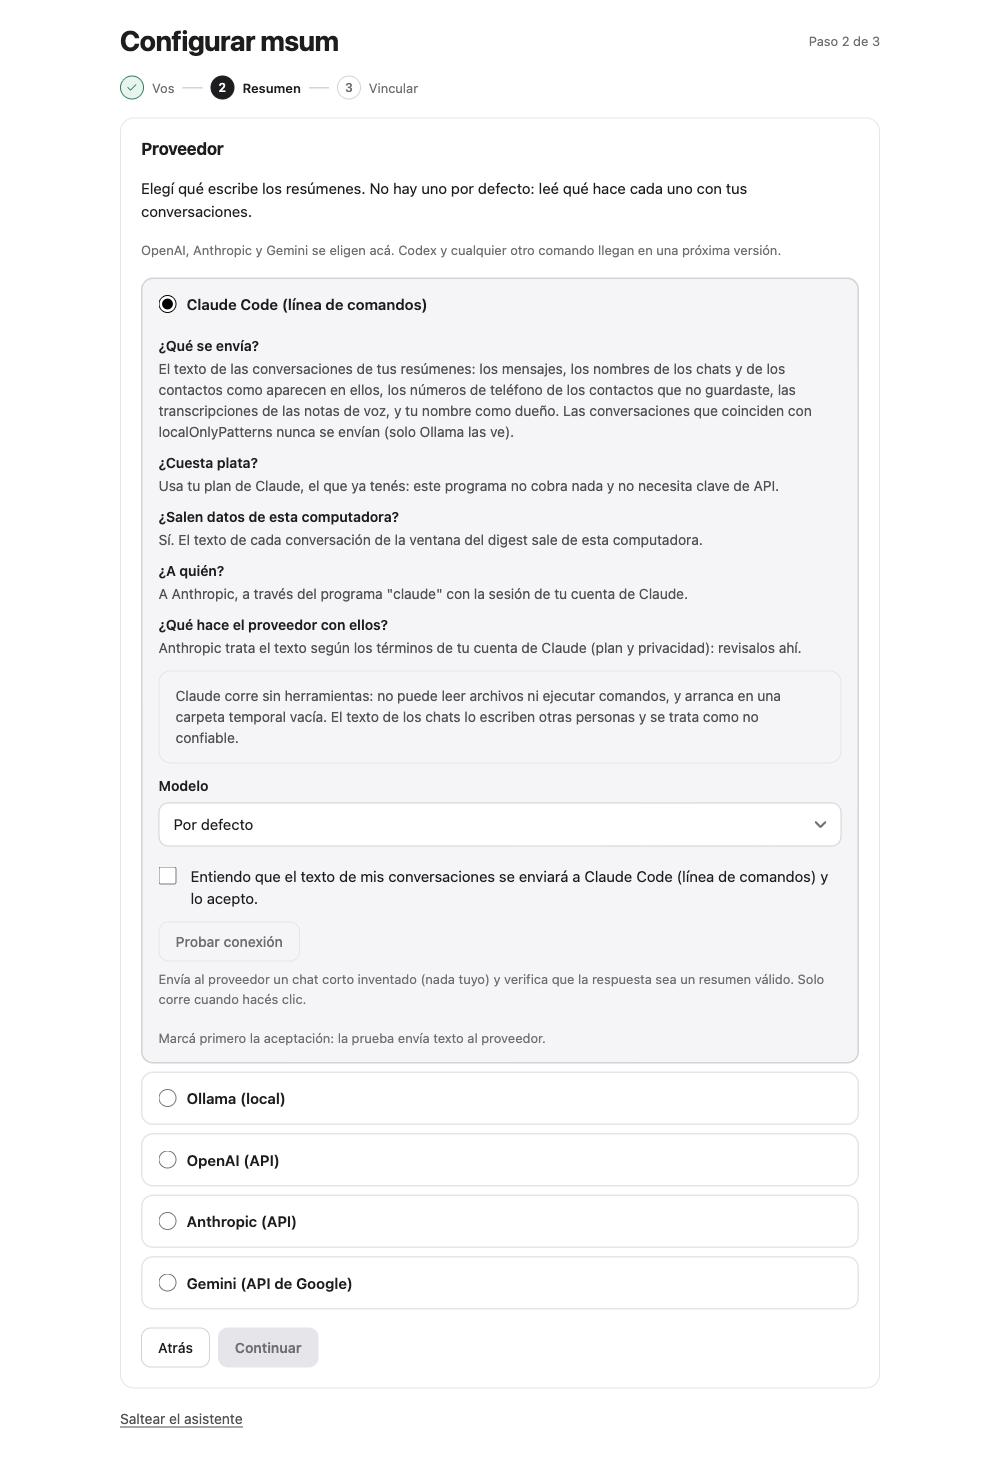 Configurar msum
Paso 2 de 3
Vos
2 Resumen
3 Vincular
Proveedor
Elegí qué escribe los resúmenes. No hay uno por defecto: leé qué hace cada uno con tus
conversaciones.
OpenAI, Anthropic y Gemini se eligen acá. Codex y cualquier otro comando llegan en una próxima versión.
Claude Code (línea de comandos)
¿Qué se envía?
El texto de las conversaciones de tus resúmenes: los mensajes, los nombres de los chats y de los
contactos como aparecen en ellos, los números de teléfono de los contactos que no guardaste, las
transcripciones de las notas de voz, y tu nombre como dueño. Las conversaciones que coinciden con
localOnlyPatterns nunca se envían (solo Ollama las ve).
¿Cuesta plata?
Usa tu plan de Claude, el que ya tenés: este programa no cobra nada y no necesita clave de API.
¿Salen datos de esta computadora?
Sí. El texto de cada conversación de la ventana del digest sale de esta computadora.
¿A quién?
A Anthropic, a través del programa "claude" con la sesión de tu cuenta de Claude.
¿Qué hace el proveedor con ellos?
Anthropic trata el texto según los términos de tu cuenta de Claude (plan y privacidad): revisalos ahí.
Claude corre sin herramientas: no puede leer archivos ni ejecutar comandos, y arranca en una
carpeta temporal vacía. El texto de los chats lo escriben otras personas y se trata como no
confiable.
Modelo
Por defecto
Entiendo que el texto de mis conversaciones se enviará a Claude Code (línea de comandos) y
lo acepto.
Probar conexión
Envía al proveedor un chat corto inventado (nada tuyo) y verifica que la respuesta sea un resumen válido. Solo
corre cuando hacés clic.
Marcá primero la aceptación: la prueba envía texto al proveedor.
Ollama (local)
OpenAI (API)
Anthropic (API)
Gemini (API de Google)
Atrás
Continuar
Saltear el asistente